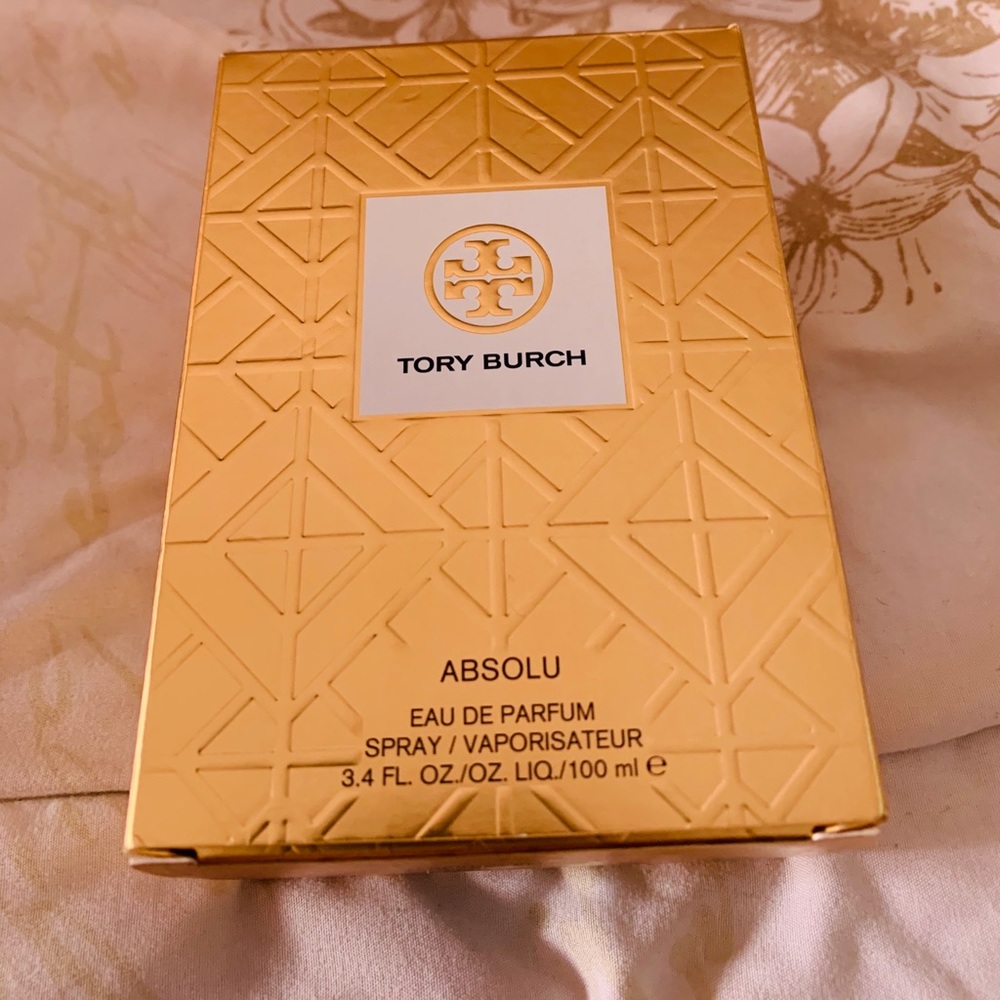 TORY BURCH
ABSOLU
EAU DE PARFUM
SPRAY / VAPORISATEUR
3.4 FL. OZ./OZ. LIQ./100 ml ℮